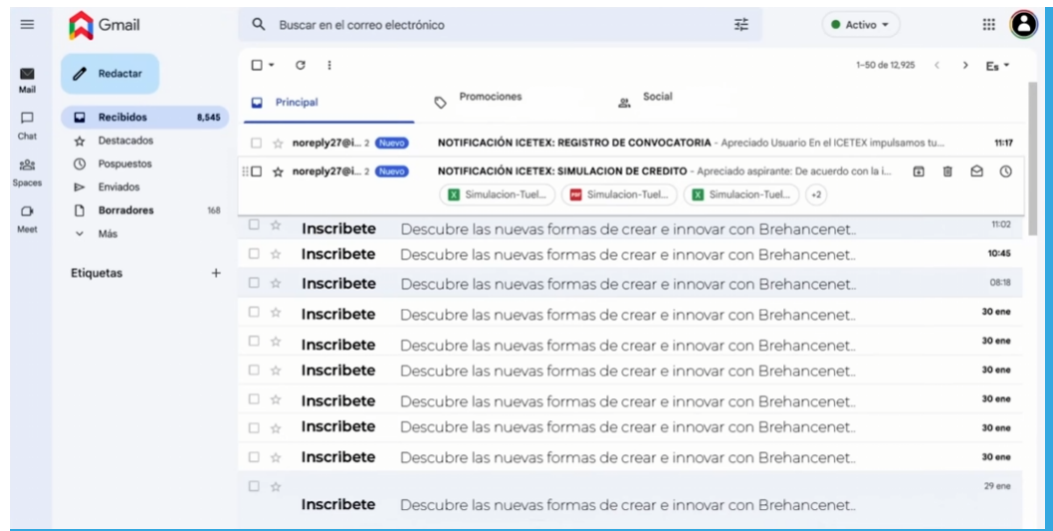 Gmail
Buscar en el correo electrónico
Activo
Mail
Redactar
1-50 de 12,925
Es
Principal
Promociones
Social
Chat
Recibidos 8,545
Destacados
noreply27@i... 2 Nuevo NOTIFICACIÓN ICETEX: REGISTRO DE CONVOCATORIA - Apreciado Usuario En el ICETEX impulsamos tu... 11:17
Spaces
Pospuestos
noreply27@i... 2 Nuevo NOTIFICACIÓN ICETEX: SIMULACION DE CREDITO - Apreciado aspirante: De acuerdo con la i...
Enviados
X Simulacion-Tuel... PDF Simulacion-Tuel... X Simulacion-Tuel... +2
Meet
Borradores 168
Más
Inscribete Descubre las nuevas formas de crear e innovar con Brehancenet.. 11:02
Inscribete Descubre las nuevas formas de crear e innovar con Brehancenet.. 10:45
Etiquetas +
Inscribete Descubre las nuevas formas de crear e innovar con Brehancenet.. 08:18
Inscribete Descubre las nuevas formas de crear e innovar con Brehancenet.. 30 ene
Inscribete Descubre las nuevas formas de crear e innovar con Brehancenet.. 30 ene
Inscribete Descubre las nuevas formas de crear e innovar con Brehancenet.. 30 ene
Inscribete Descubre las nuevas formas de crear e innovar con Brehancenet.. 30 ene
Inscribete Descubre las nuevas formas de crear e innovar con Brehancenet.. 30 ene
Inscribete Descubre las nuevas formas de crear e innovar con Brehancenet.. 30 ene
Inscribete Descubre las nuevas formas de crear e innovar con Brehancenet.. 29 ene